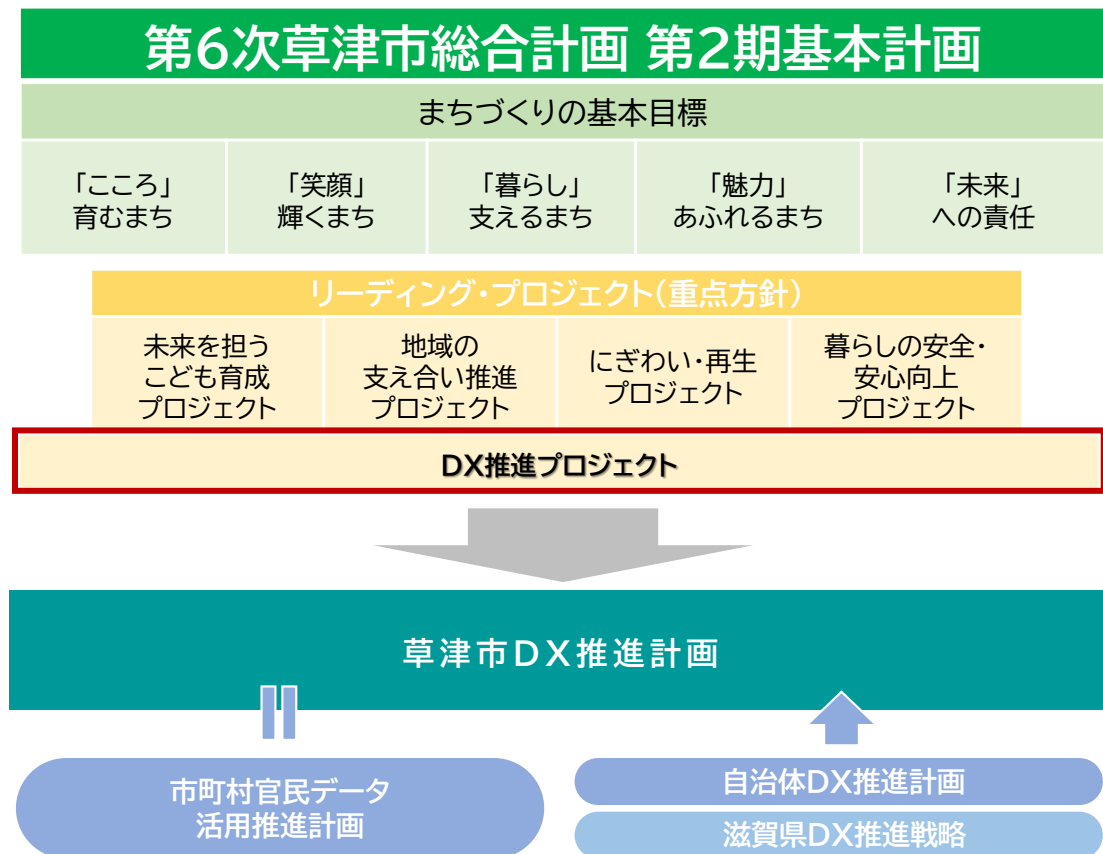 第6次草津市総合計画 第2期基本計画
まちづくりの基本目標
「こころ」
育むまち
「笑顔」
輝くまち
「暮らし」
支えるまち
「魅力」
あふれるまち
「未来」
への責任
リーディング・プロジェクト(重点方針)
未来を担う
こども育成
プロジェクト
地域の
支え合い推進
プロジェクト
にぎわい・再生
プロジェクト
暮らしの安全・
安心向上
プロジェクト
DX推進プロジェクト
草津市DX推進計画
市町村官民データ
活用推進計画
自治体DX推進計画
滋賀県DX推進戦略